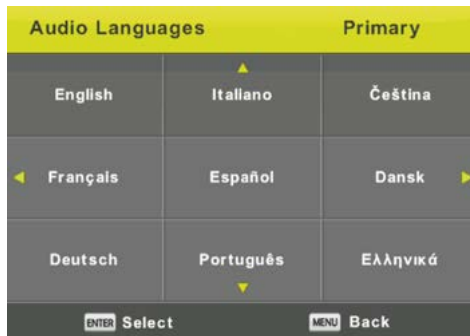 Audio Languages Primary
English Italiano Čeština
Français Español Dansk
Deutsch Português Ελληνικά
ENTER Select MENU Back